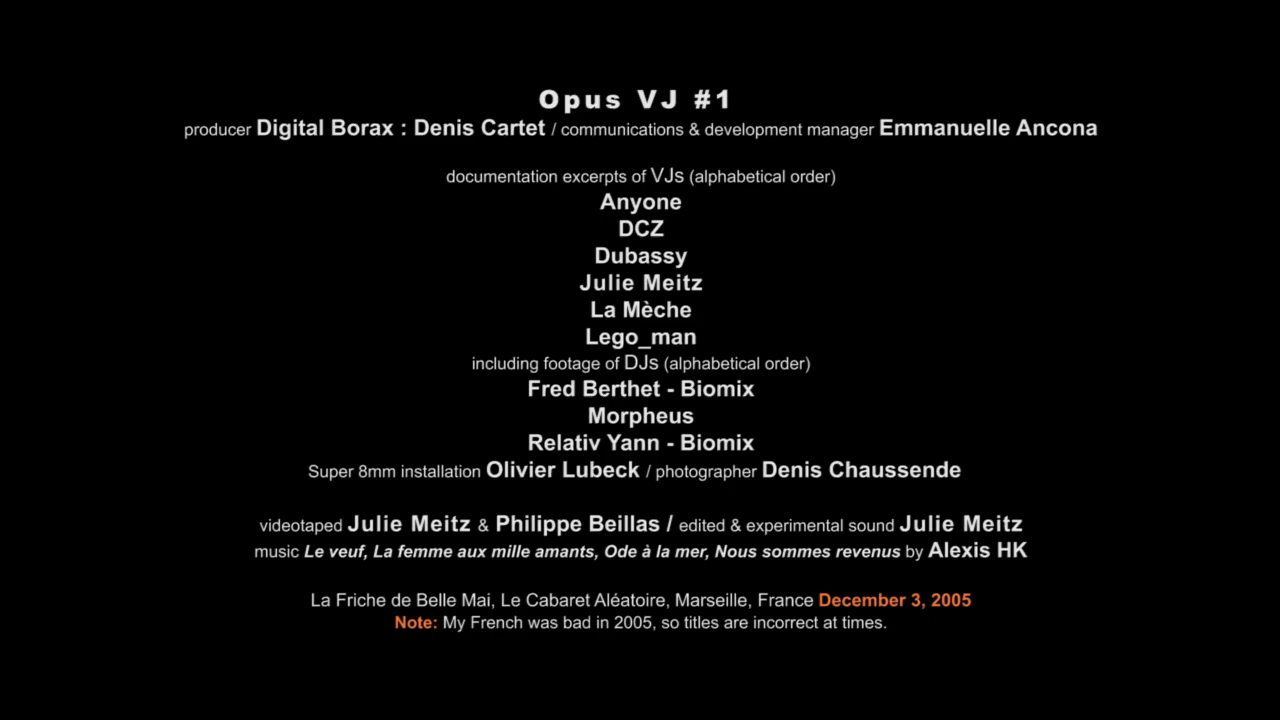 Opus VJ #1
producer Digital Borax : Denis Cartet / communications & development manager Emmanuelle Ancona
documentation excerpts of VJs (alphabetical order)
Anyone
DCZ
Dubassy
Julie Meitz
La Mèche
Lego_man
including footage of DJs (alphabetical order)
Fred Berthet - Biomix
Morpheus
Relativ Yann - Biomix
Super 8mm installation Olivier Lubeck / photographer Denis Chaussende
videotaped Julie Meitz & Philippe Beillas / edited & experimental sound Julie Meitz
music Le veuf, La femme aux mille amants, Ode à la mer, Nous sommes revenus by Alexis HK
La Friche de Belle Mai, Le Cabaret Aléatoire, Marseille, France December 3, 2005
Note: My French was bad in 2005, so titles are incorrect at times.